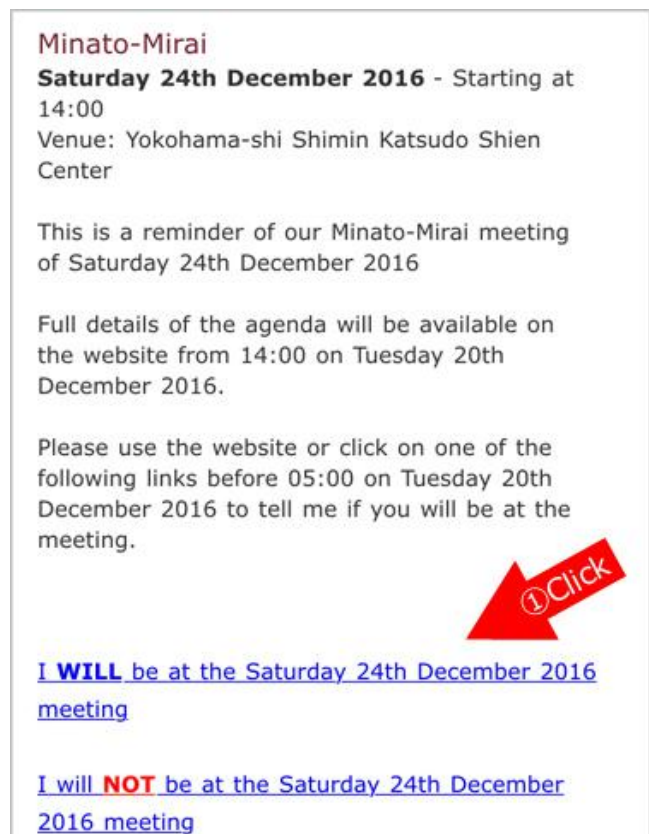 Minato-Mirai
Saturday 24th December 2016 - Starting at
14:00
Venue: Yokohama-shi Shimin Katsudo Shien
Center
This is a reminder of our Minato-Mirai meeting
of Saturday 24th December 2016
Full details of the agenda will be available on
the website from 14:00 on Tuesday 20th
December 2016.
Please use the website or click on one of the
following links before 05:00 on Tuesday 20th
December 2016 to tell me if you will be at the
meeting.
①Click
I WILL be at the Saturday 24th December 2016
meeting
I will NOT be at the Saturday 24th December
2016 meeting